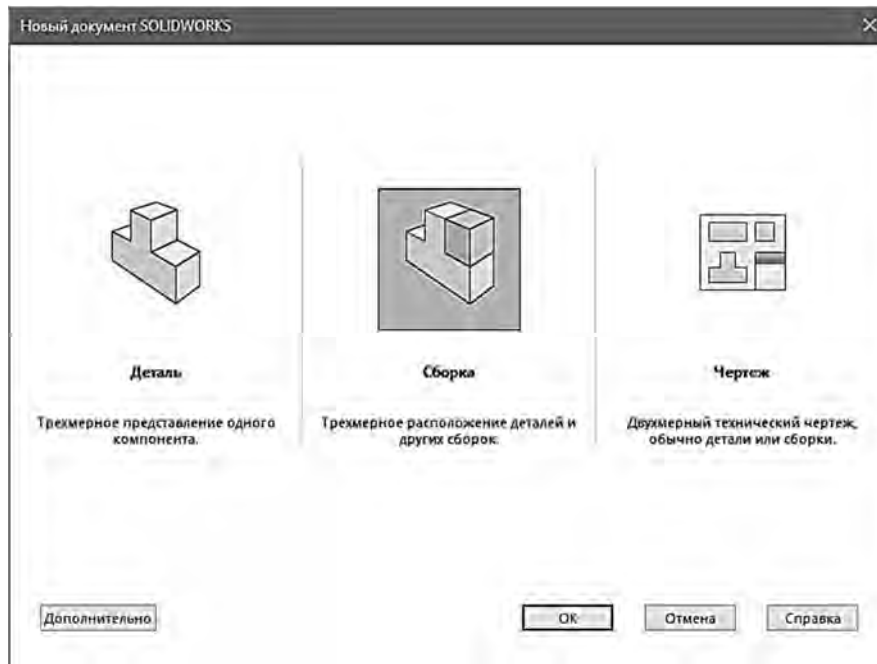 Новый документ SOLIDWORKS
Деталь
Трехмерное представление одного
компонента.
Сборка
Трехмерное расположение деталей и
других сборок.
Чертеж
Двухмерный технический чертеж,
обычно детали или сборки.
Дополнительно
ОК
Отмена
Справка